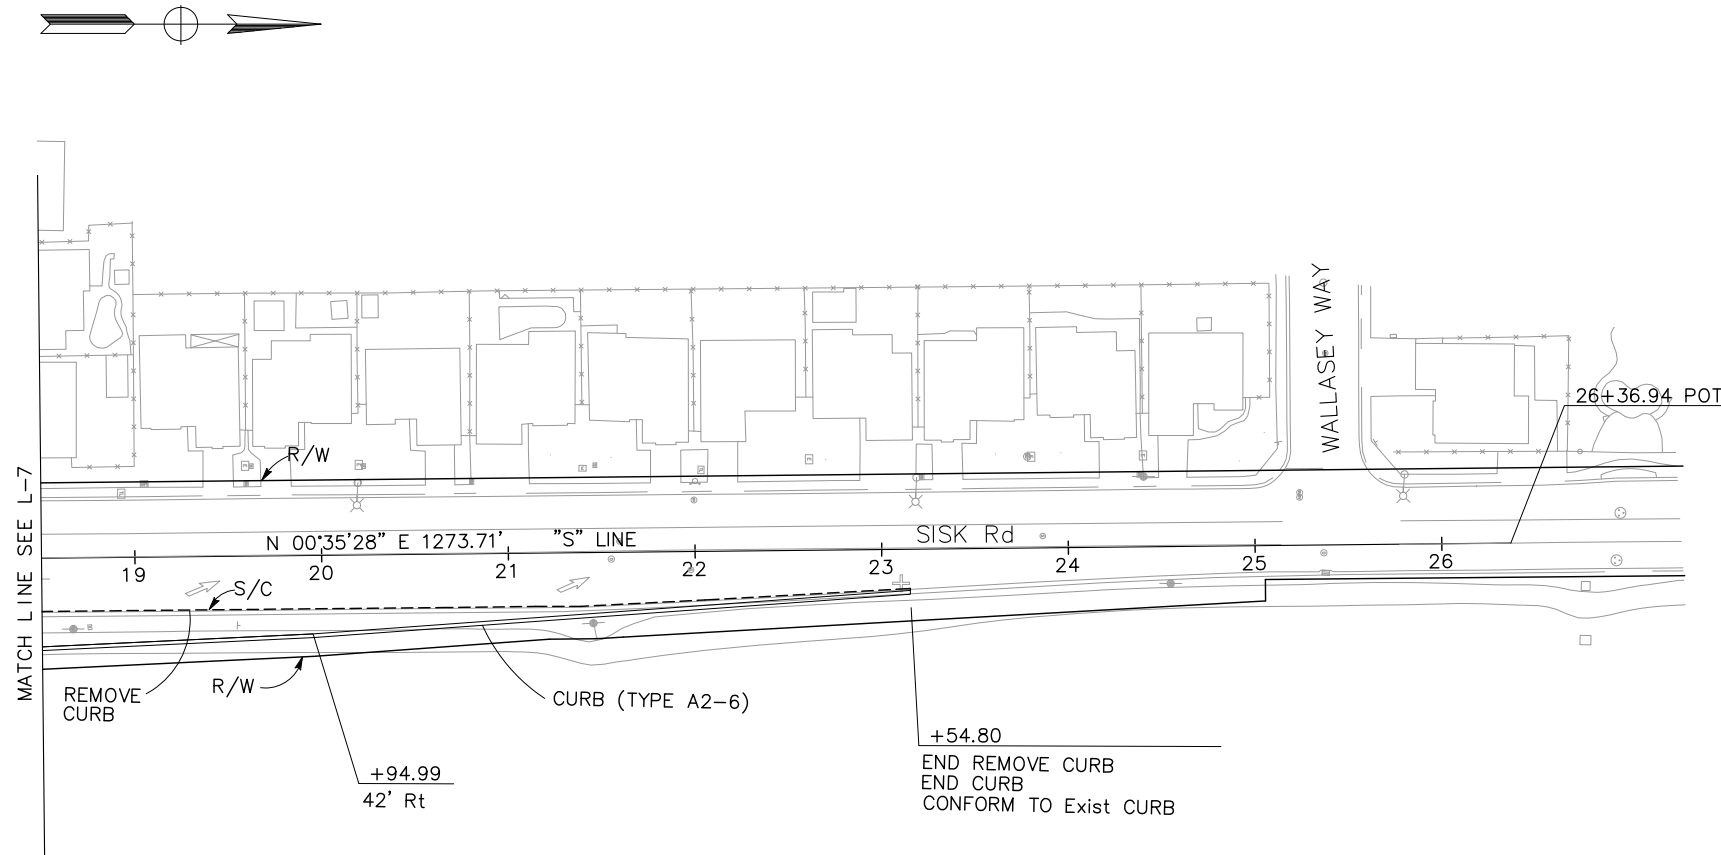 WALLASEY WAY
26+36.94 POT
R/W
MATCH LINE SEE L-7
N 00°35'28" E 1273.71'
"S" LINE
SISK Rd
19
20
21
22
23
24
25
26
S/C
REMOVE
CURB
R/W
CURB (TYPE A2-6)
+94.99
42' Rt
+54.80
END REMOVE CURB
END CURB
CONFORM TO Exist CURB